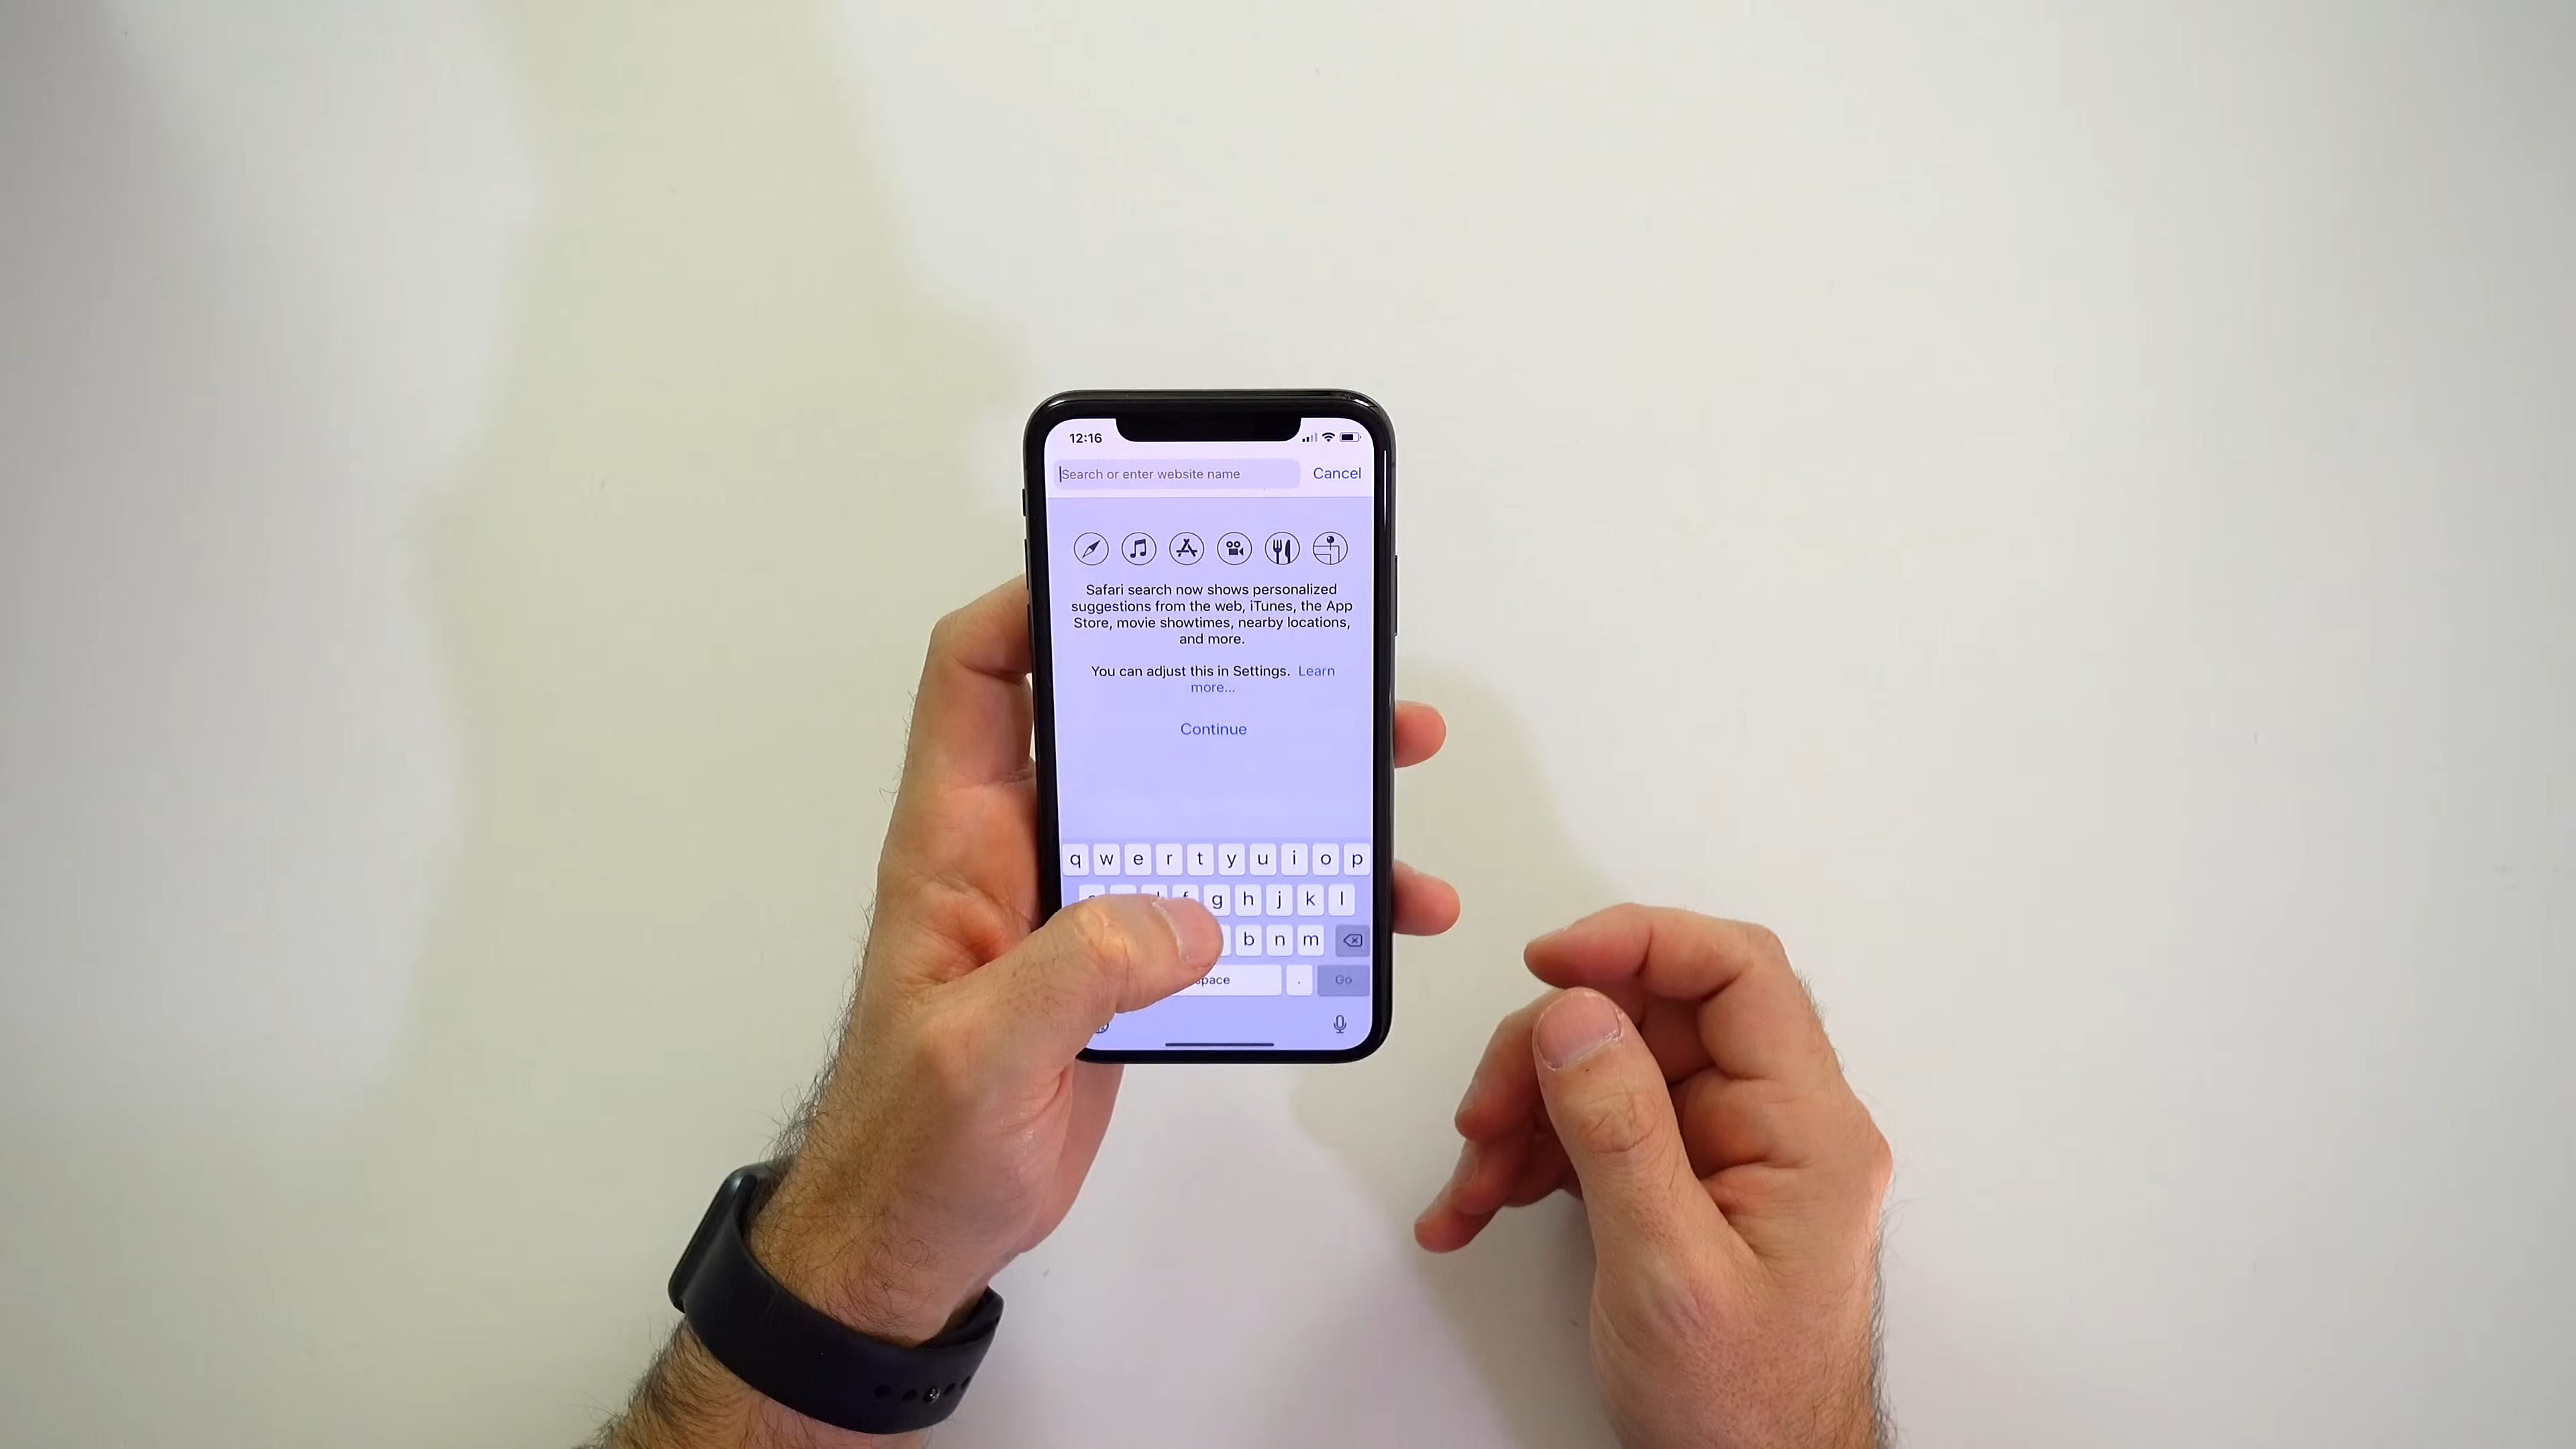 12:16
Search or enter website name Cancel
Safari search now shows personalized
suggestions from the web, iTunes, the App
Store, movie showtimes, nearby locations,
and more.
You can adjust this in Settings. Learn
more...
Continue
q w e r t y u i o p
f g h j k l
b n m
space . Go